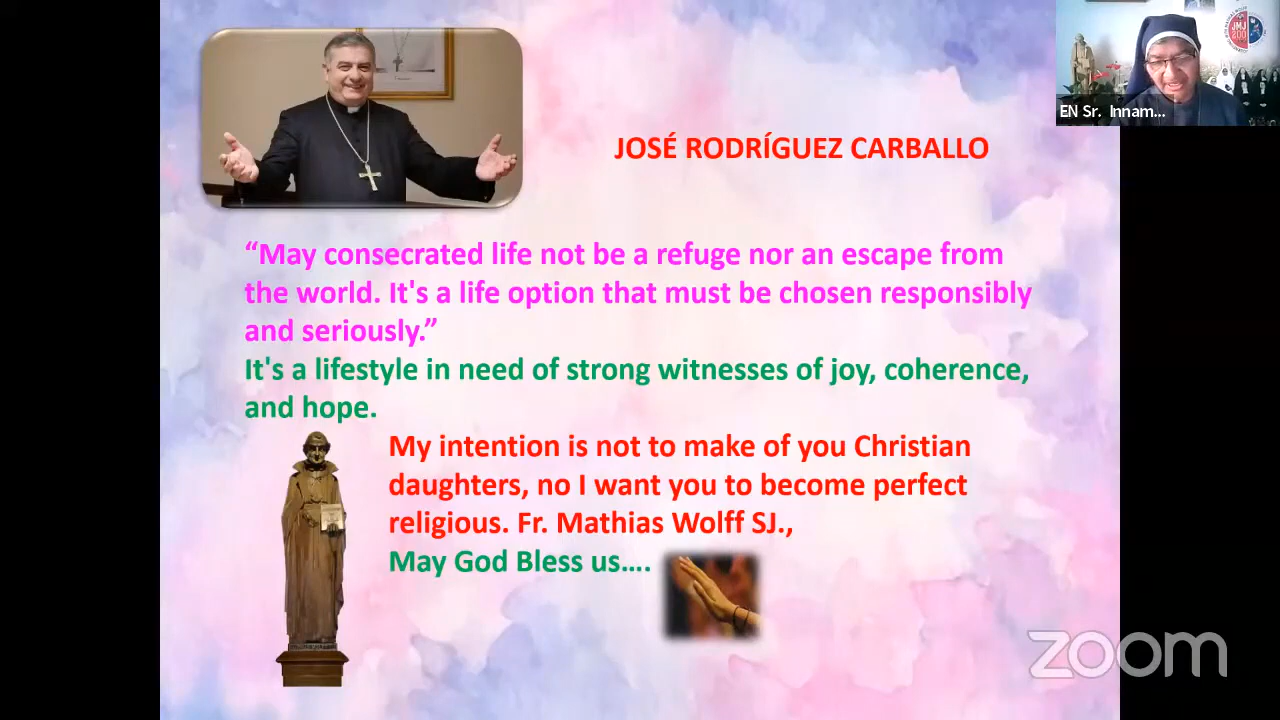 EN Sr. Innam...
JMJ
200
JOSÉ RODRÍGUEZ CARBALLO
“May consecrated life not be a refuge nor an escape from
the world. It's a life option that must be chosen responsibly
and seriously.”
It's a lifestyle in need of strong witnesses of joy, coherence,
and hope.
My intention is not to make of you Christian
daughters, no I want you to become perfect
religious. Fr. Mathias Wolff SJ.,
May God Bless us....
zoom